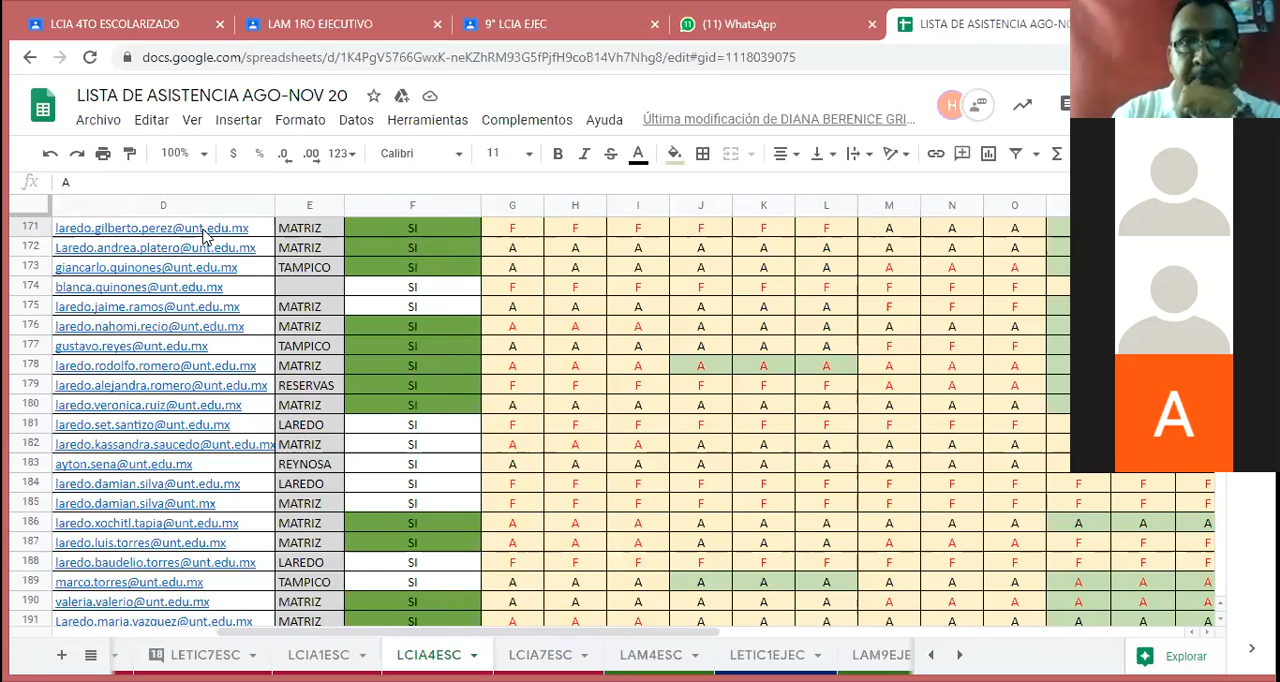 LCIA 4TO ESCOLARIZADO × LAM 1RO EJECUTIVO × 9° LCIA EJEC × (11) WhatsApp × LISTA DE ASISTENCIA AGO-NOV 20
docs.google.com/spreadsheets/d/1K4PgV5766GwxK-neKZhRM93G5fPjfH9coB14Vh7Nhg8/edit#gid=1118039075
LISTA DE ASISTENCIA AGO-NOV 20
Archivo Editar Ver Insertar Formato Datos Herramientas Complementos Ayuda Última modificación de DIANA BERENICE GRI...
100% $ % .0 .00 123 Calibri 11 B I S A Σ
fx A
D E F G H I J K L M N O
171 laredo.gilberto.perez@unt.edu.mx MATRIZ SI F F F F F F A A A
172 Laredo.andrea.platero@unt.edu.mx MATRIZ SI A A A A A A A A A
173 giancarlo.quinones@unt.edu.mx TAMPICO SI A A A A A A A A A
174 blanca.quinones@unt.edu.mx SI F F F F F F F F F
175 laredo.jaime.ramos@unt.edu.mx MATRIZ SI A A A A A A F F F
176 laredo.nahomi.recio@unt.edu.mx MATRIZ SI A A A A A A A A A
177 gustavo.reyes@unt.edu.mx TAMPICO SI A A A A A A F F F
178 laredo.rodolfo.romero@unt.edu.mx MATRIZ SI A A A A A A A A A
179 laredo.alejandra.romero@unt.edu.mx RESERVAS SI F F F F F F A A A
180 laredo.veronica.ruiz@unt.edu.mx MATRIZ SI A A A A A A A A A
181 laredo.set.santizo@unt.edu.mx LAREDO SI F F F F F F F F F
182 laredo.kassandra.saucedo@unt.edu.mx MATRIZ SI A A A A A A A A A
183 ayton.sena@unt.edu.mx REYNOSA SI A A A A A A A A A
184 laredo.damian.silva@unt.edu.mx LAREDO SI F F F F F F F F F F F F
185 laredo.damian.silva@unt.mx MATRIZ SI F F F F F F F F F F F F
186 laredo.xochitl.tapia@unt.edu.mx MATRIZ SI A A A A A A A A A A A A
187 laredo.luis.torres@unt.edu.mx MATRIZ SI A A A A A A A A A F F F
188 laredo.baudelio.torres@unt.edu.mx LAREDO SI F F F F F F F F F F F F
189 marco.torres@unt.edu.mx TAMPICO SI A A A A A A A A A A A A
190 valeria.valerio@unt.edu.mx MATRIZ SI A A A A A A A A A A A A
191 Laredo.maria.vazquez@unt.edu.mx MATRIZ SI A A A A A A A A A A A A
A
18 LETIC7ESC LCIA1ESC LCIA4ESC LCIA7ESC LAM4ESC LETIC1EJEC LAM9EJE Explorar